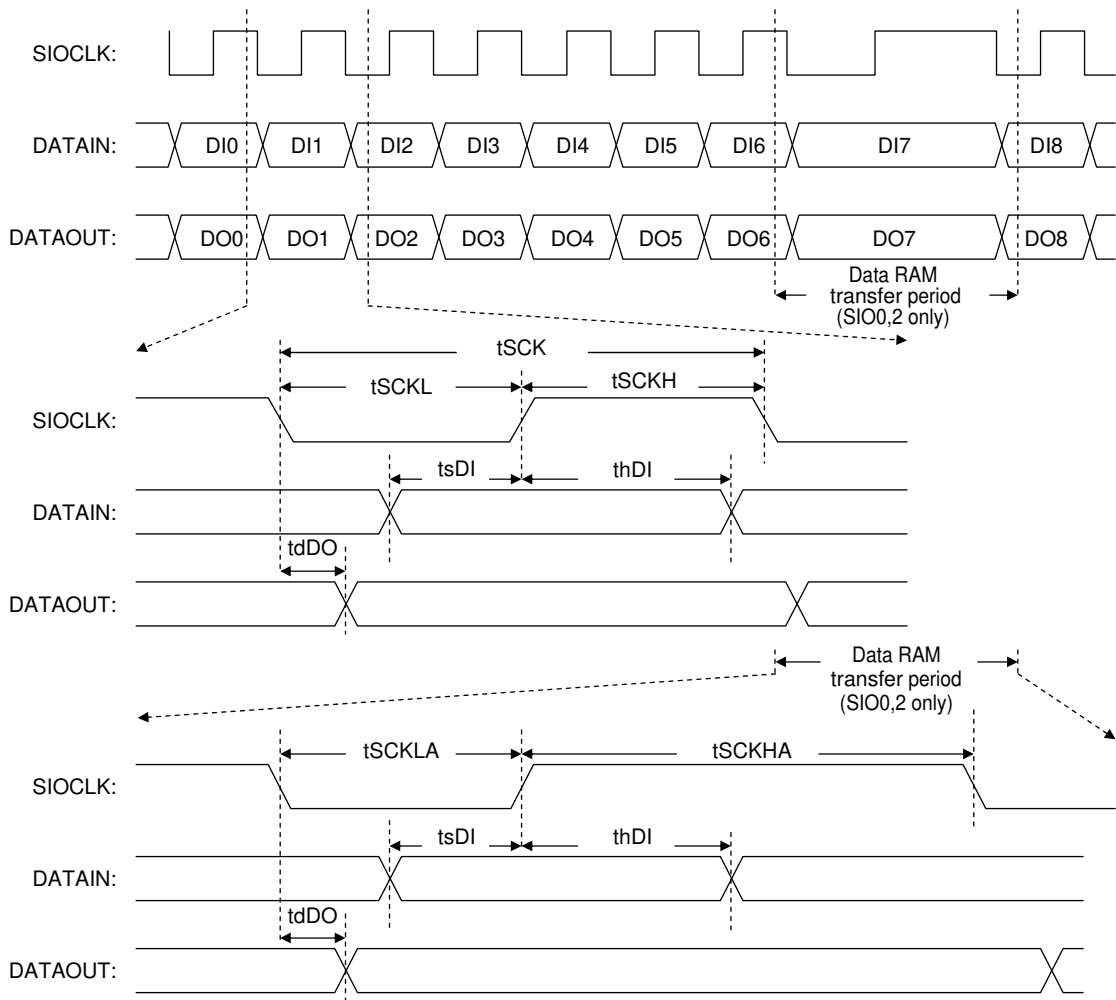 SIOCLK:
DATAIN: DI0 DI1 DI2 DI3 DI4 DI5 DI6 DI7 DI8
DATAOUT: DO0 DO1 DO2 DO3 DO4 DO5 DO6 DO7 DO8
Data RAM
transfer period
(SIO0,2 only)
tSCK
tSCKL tSCKH
SIOCLK:
tsDI thDI
DATAIN:
tdDO
DATAOUT:
Data RAM
transfer period
(SIO0,2 only)
tSCKLA tSCKHA
SIOCLK:
tsDI thDI
DATAIN:
tdDO
DATAOUT: